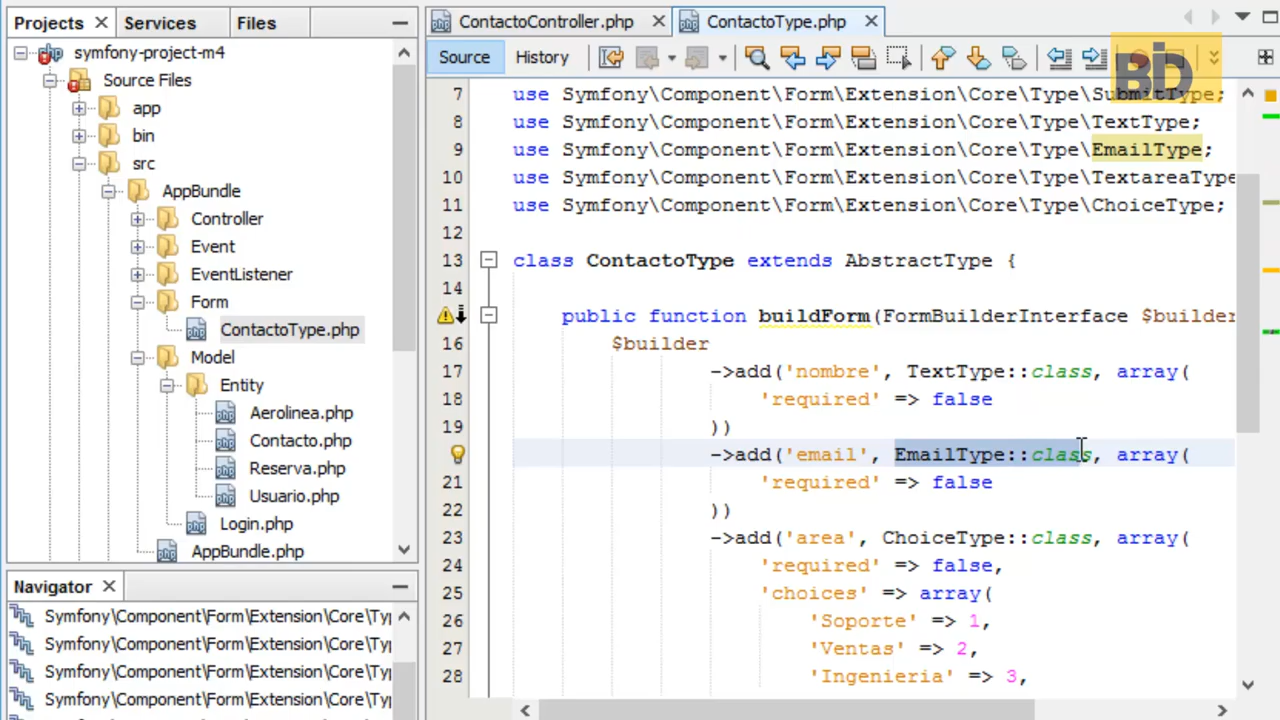 Projects
Services
Files
symfony-project-m4
Source Files
app
bin
src
AppBundle
Controller
Event
EventListener
Form
ContactoType.php
Model
Entity
Aerolinea.php
Contacto.php
Reserva.php
Usuario.php
Login.php
AppBundle.php
Navigator
Symfony\Component\Form\Extension\Core\Ty
Symfony\Component\Form\Extension\Core\Ty
Symfony\Component\Form\Extension\Core\Ty
Symfony\Component\Form\Extension\Core\Ty
ContactoController.php
ContactoType.php
Source
History
BID
7 use Symfony\Component\Form\Extension\Core\Type\SubmitType;
8 use Symfony\Component\Form\Extension\Core\Type\TextType;
9 use Symfony\Component\Form\Extension\Core\Type\EmailType;
10 use Symfony\Component\Form\Extension\Core\Type\TextareaType
11 use Symfony\Component\Form\Extension\Core\Type\ChoiceType;
12
13 class ContactoType extends AbstractType {
14
public function buildForm(FormBuilderInterface $builder
16 $builder
17 ->add('nombre', TextType::class, array(
18 'required' => false
19 ))
->add('email', EmailType::class, array(
21 'required' => false
22 ))
23 ->add('area', ChoiceType::class, array(
24 'required' => false,
25 'choices' => array(
26 'Soporte' => 1,
27 'Ventas' => 2,
28 'Ingenieria' => 3,